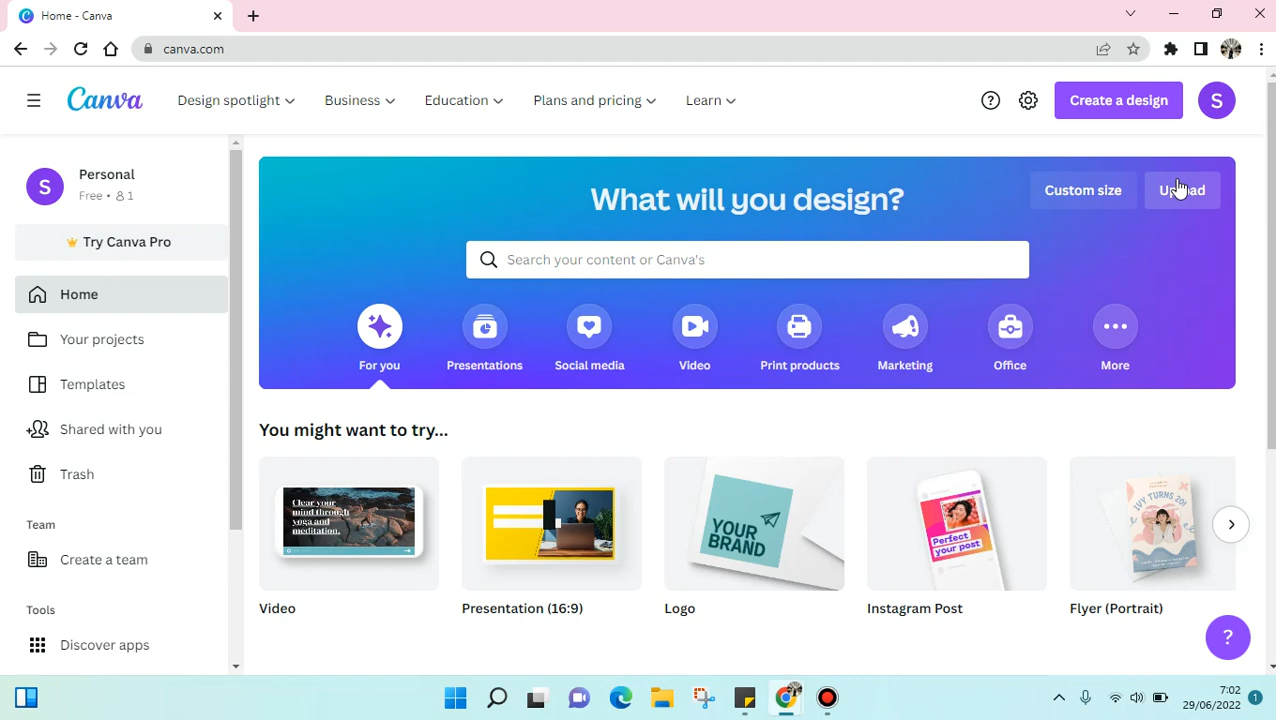 Home - Canva
canva.com
Canva
Design spotlight
Business
Education
Plans and pricing
Learn
Create a design
S
S
Personal
Free • 1
Try Canva Pro
Home
Your projects
Templates
Shared with you
Trash
Team
Create a team
Tools
Discover apps
What will you design?
Custom size
Search your content or Canva's
For you
Presentations
Social media
Video
Print products
Marketing
Office
More
You might want to try...
Clear your
mind through
yoga and
meditation.
YOUR
BRAND
Perfect
your post
IVY TURNS 20!
Video
Presentation (16:9)
Logo
Instagram Post
Flyer (Portrait)
?
7:02
29/06/2022
1